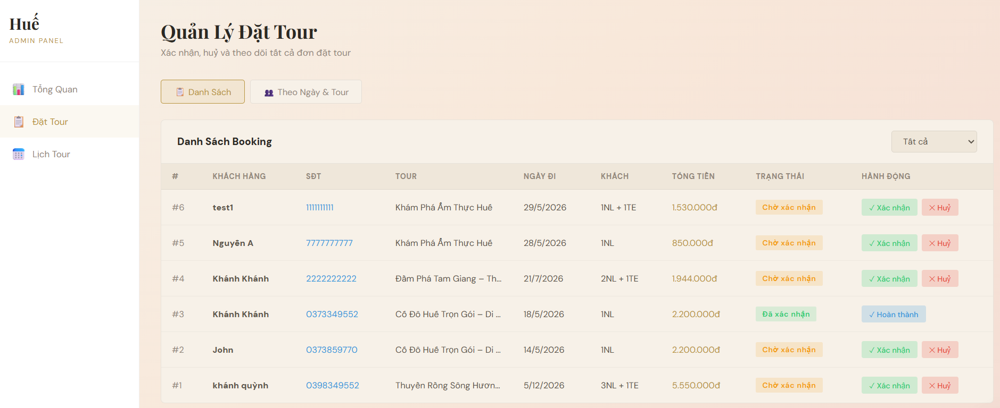 Huế
ADMIN PANEL
Tổng Quan
Đặt Tour
Lịch Tour
Quản Lý Đặt Tour
Xác nhận, huỷ và theo dõi tất cả đơn đặt tour
Danh Sách
Theo Ngày & Tour
Danh Sách Booking
Tất cả
# KHÁCH HÀNG SĐT TOUR NGÀY ĐI KHÁCH TỔNG TIỀN TRẠNG THÁI HÀNH ĐỘNG
#6 test1 1111111111 Khám Phá Ẩm Thực Huế 29/5/2026 1NL + 1TE 1.530.000đ Chờ xác nhận ✓ Xác nhận ✕ Huỷ
#5 Nguyễn A 7777777777 Khám Phá Ẩm Thực Huế 28/5/2026 1NL 850.000đ Chờ xác nhận ✓ Xác nhận ✕ Huỷ
#4 Khánh Khánh 2222222222 Đầm Phá Tam Giang – Th... 21/7/2026 2NL + 1TE 1.944.000đ Chờ xác nhận ✓ Xác nhận ✕ Huỷ
#3 Khánh Khánh 0373349552 Cố Đô Huế Trọn Gói – Di ... 18/5/2026 1NL 2.200.000đ Đã xác nhận ✓ Hoàn thành
#2 John 0373859770 Cố Đô Huế Trọn Gói – Di ... 14/5/2026 1NL 2.200.000đ Chờ xác nhận ✓ Xác nhận ✕ Huỷ
#1 khánh quỳnh 0398349552 Thuyền Rồng Sông Hươn... 5/12/2026 3NL + 1TE 5.550.000đ Chờ xác nhận ✓ Xác nhận ✕ Huỷ